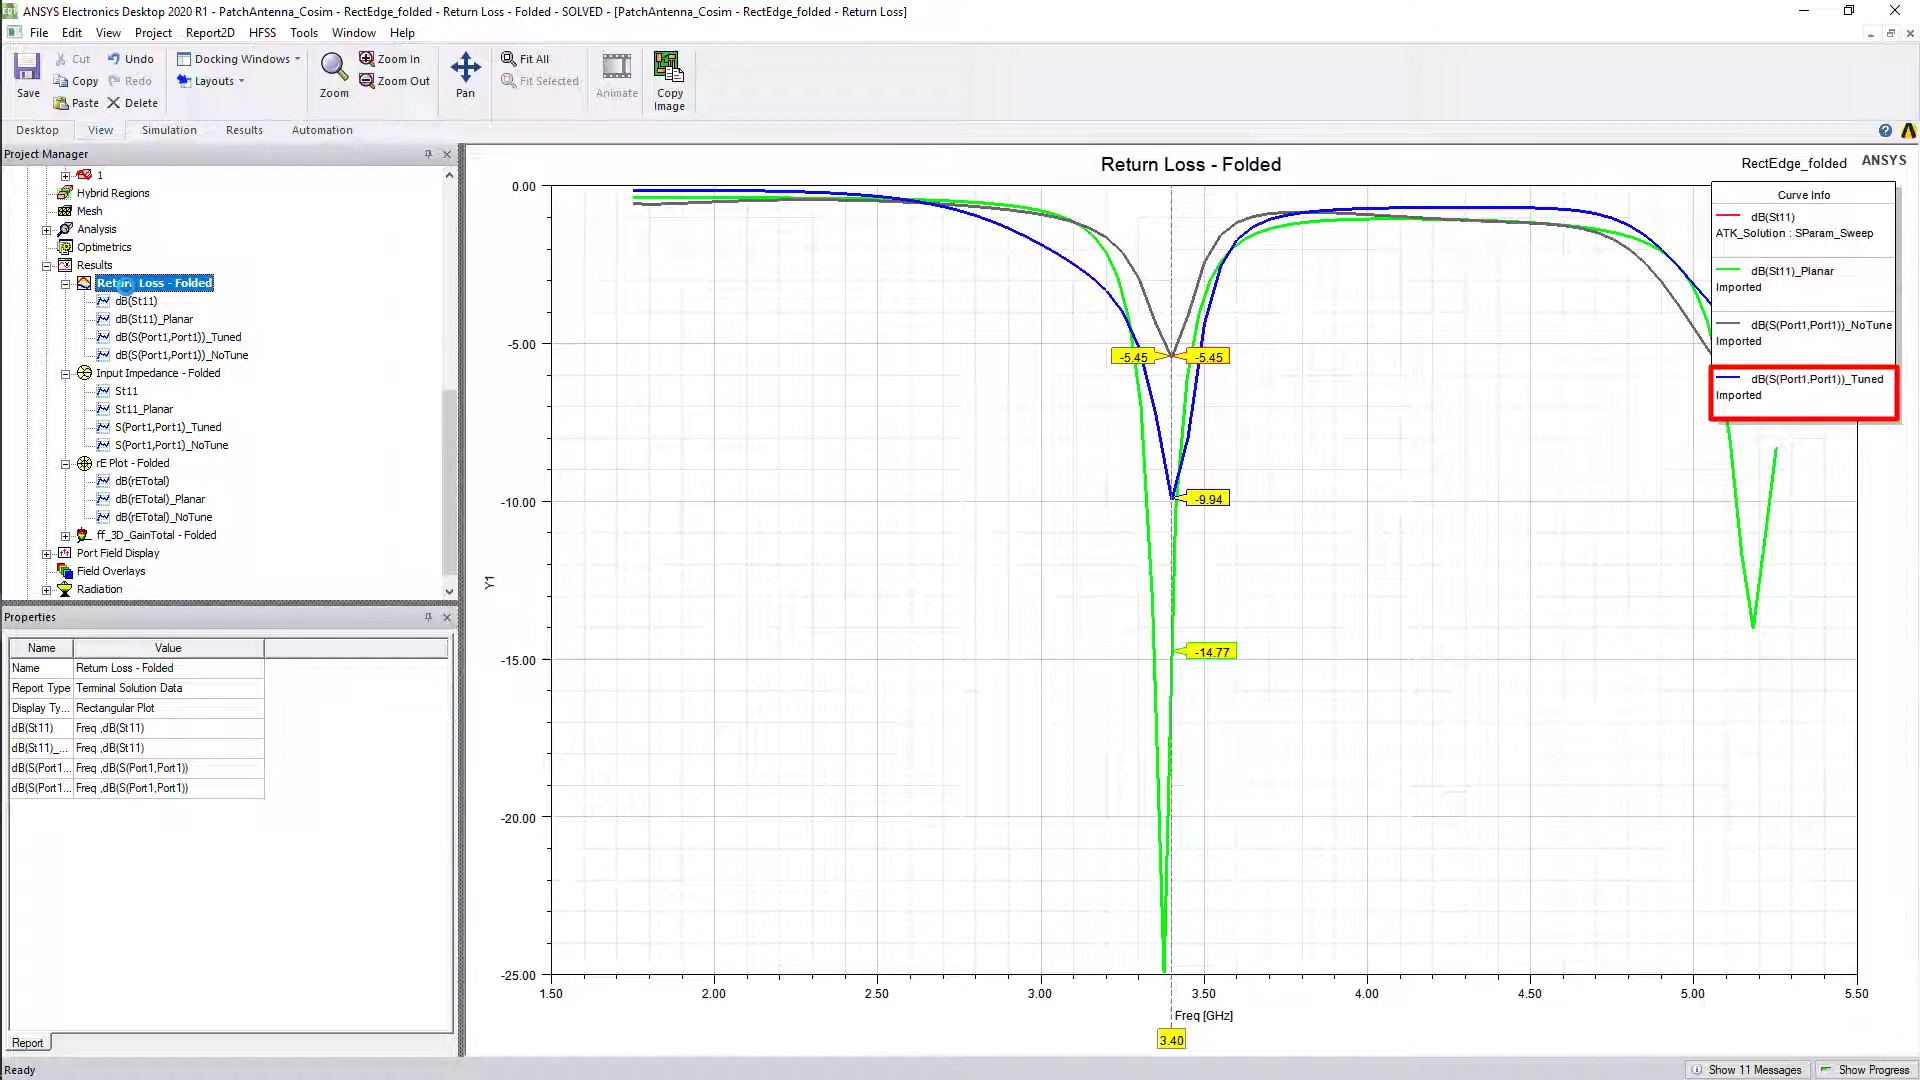 ANSYS Electronics Desktop 2020 R1 - PatchAntenna_Cosim - RectEdge_folded - Return Loss - Folded - SOLVED - [PatchAntenna_Cosim - RectEdge_folded - Return Loss]
File Edit View Project Report2D HFSS Tools Window Help
Save
Cut
Copy
Paste
Undo
Redo
Delete
Docking Windows
Layouts
Zoom
Zoom In
Zoom Out
Pan
Fit All
Fit Selected
Animate
Copy
Image
Desktop View Simulation Results Automation
Project Manager
1
Hybrid Regions
Mesh
Analysis
Optimetrics
Results
Return Loss - Folded
dB(St11)
dB(St11)_Planar
dB(S(Port1,Port1))_Tuned
dB(S(Port1,Port1))_NoTune
Input Impedance - Folded
St11
St11_Planar
S(Port1,Port1)_Tuned
S(Port1,Port1)_NoTune
rE Plot - Folded
dB(rETotal)
dB(rETotal)_Planar
dB(rETotal)_NoTune
ff_3D_GainTotal - Folded
Port Field Display
Field Overlays
Radiation
Properties
Name Value
Name Return Loss - Folded
Report Type Terminal Solution Data
Display Ty... Rectangular Plot
dB(St11) Freq ,dB(St11)
dB(St11)_... Freq ,dB(St11)
dB(S(Port1... Freq ,dB(S(Port1,Port1))
dB(S(Port1... Freq ,dB(S(Port1,Port1))
Report
Return Loss - Folded
RectEdge_folded
ANSYS
Curve Info
dB(St11)
ATK_Solution : SParam_Sweep
dB(St11)_Planar
Imported
dB(S(Port1,Port1))_NoTune
Imported
dB(S(Port1,Port1))_Tuned
Imported
0.00
-5.00
-10.00
-15.00
-20.00
-25.00
Y1
-5.45
-5.45
-9.94
-14.77
1.50 2.00 2.50 3.00 3.50 4.00 4.50 5.00 5.50
Freq [GHz]
3.40
Ready
Show 11 Messages
Show Progress